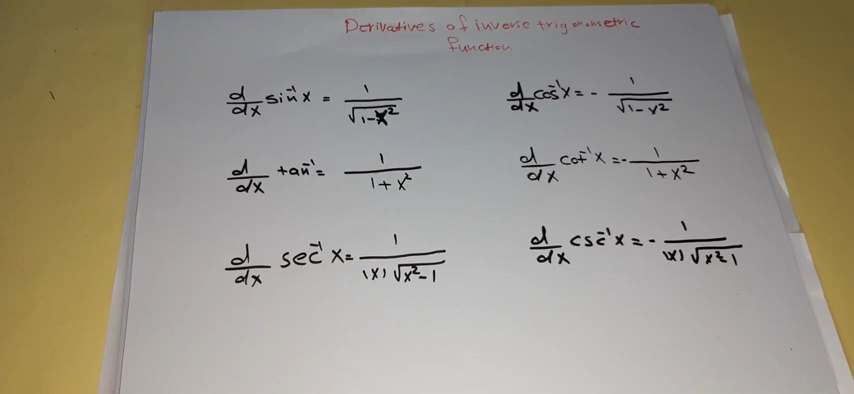 Derivatives of inverse trigonometric
function
d/dx sin⁻¹x = 1/√(1-x²)
d/dx cos⁻¹x = - 1/√(1-x²)
d/dx tan⁻¹ = 1/(1+x²)
d/dx cot⁻¹x = - 1/(1+x²)
d/dx sec⁻¹x = 1/(|x|√(x²-1))
d/dx csc⁻¹x = - 1/(|x|√(x²-1))